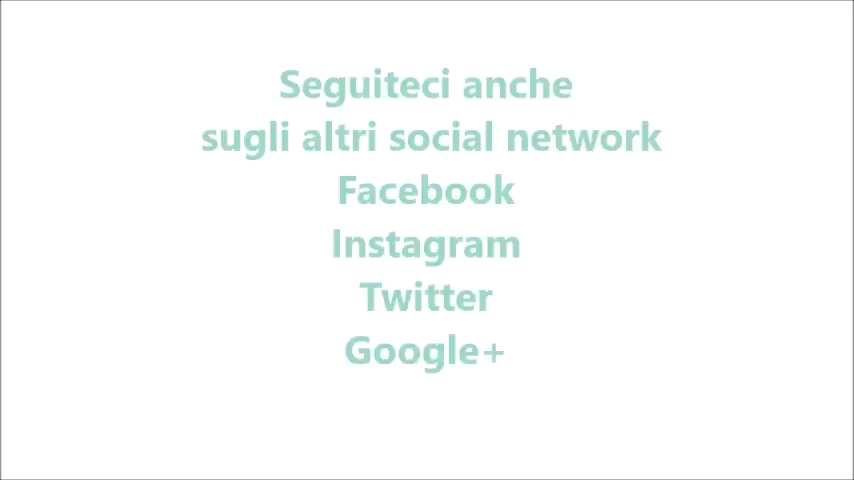 Seguiteci anche
sugli altri social network
Facebook
Instagram
Twitter
Google+